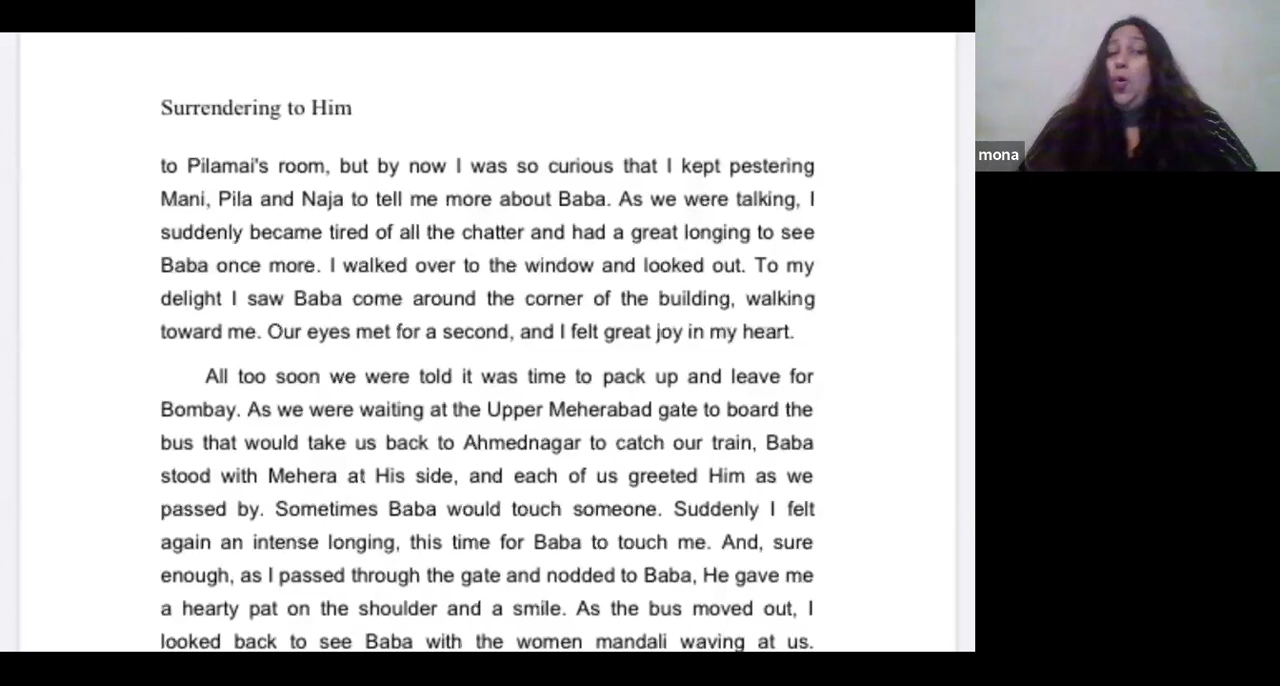 Surrendering to Him
to Pilamai's room, but by now I was so curious that I kept pestering
Mani, Pila and Naja to tell me more about Baba. As we were talking, I
suddenly became tired of all the chatter and had a great longing to see
Baba once more. I walked over to the window and looked out. To my
delight I saw Baba come around the corner of the building, walking
toward me. Our eyes met for a second, and I felt great joy in my heart.
All too soon we were told it was time to pack up and leave for
Bombay. As we were waiting at the Upper Meherabad gate to board the
bus that would take us back to Ahmednagar to catch our train, Baba
stood with Mehera at His side, and each of us greeted Him as we
passed by. Sometimes Baba would touch someone. Suddenly I felt
again an intense longing, this time for Baba to touch me. And, sure
enough, as I passed through the gate and nodded to Baba, He gave me
a hearty pat on the shoulder and a smile. As the bus moved out, I
looked back to see Baba with the women mandali waving at us.
mona